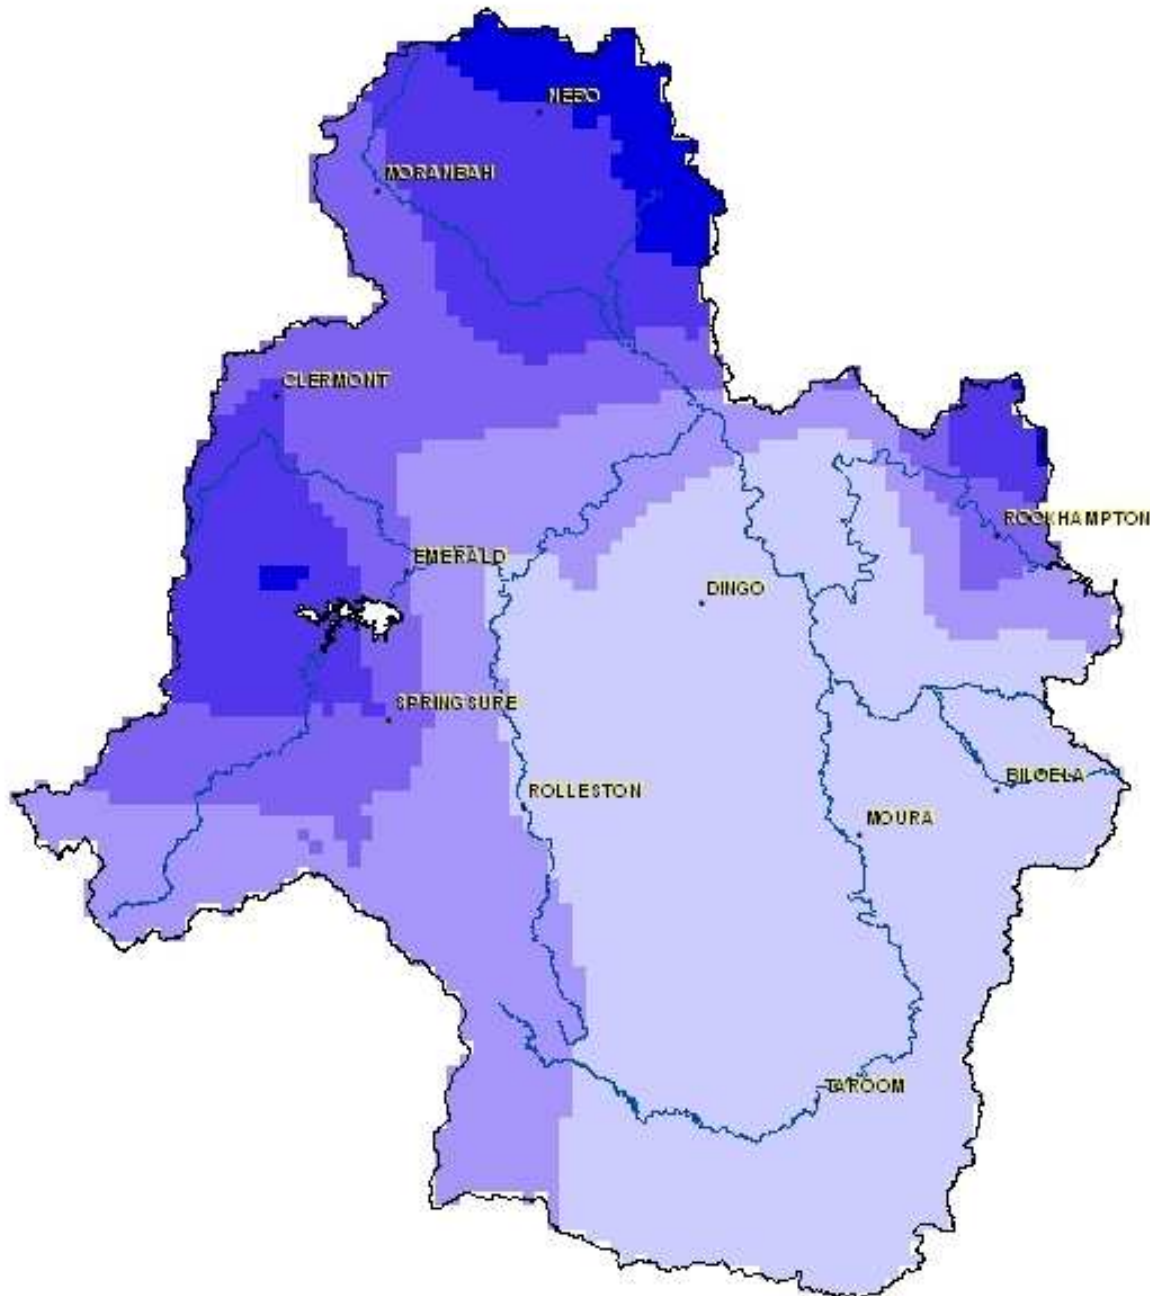 NEBO
MORANBAH
CLERMONT
ROCKHAMPTON
EMERALD
DINGO
SPRINGSURE
BILOELA
ROLLESTON
MOURA
TAROOM